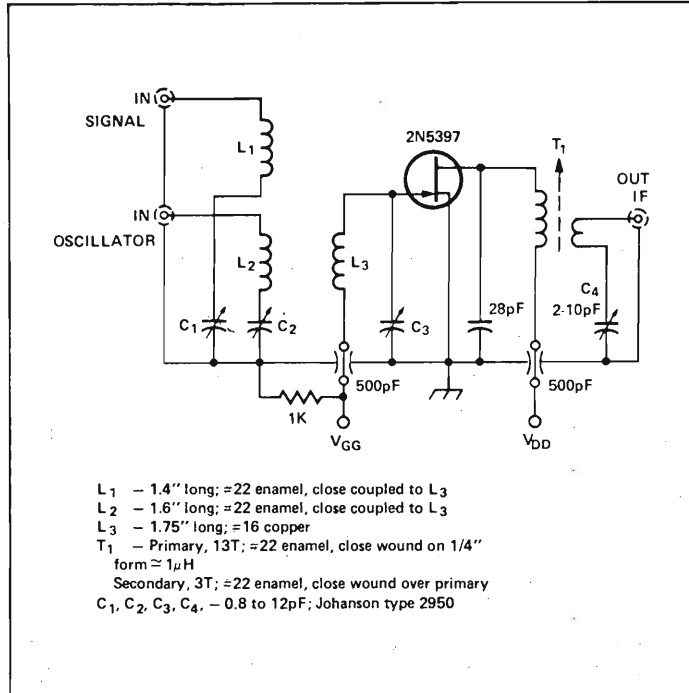 IN
SIGNAL
L1
2N5397
T1
OUT
IF
IN
OSCILLATOR
L2
L3
C1
C2
C3
28pF
C4
2-10pF
500pF
500pF
1K
VGG
VDD
L1 – 1.4" long; =22 enamel, close coupled to L3
L2 – 1.6" long; =22 enamel, close coupled to L3
L3 – 1.75" long; =16 copper
T1 – Primary, 13T; =22 enamel, close wound on 1/4"
form ≃ 1μH
Secondary, 3T; =22 enamel, close wound over primary
C1, C2, C3, C4, – 0.8 to 12pF; Johanson type 2950